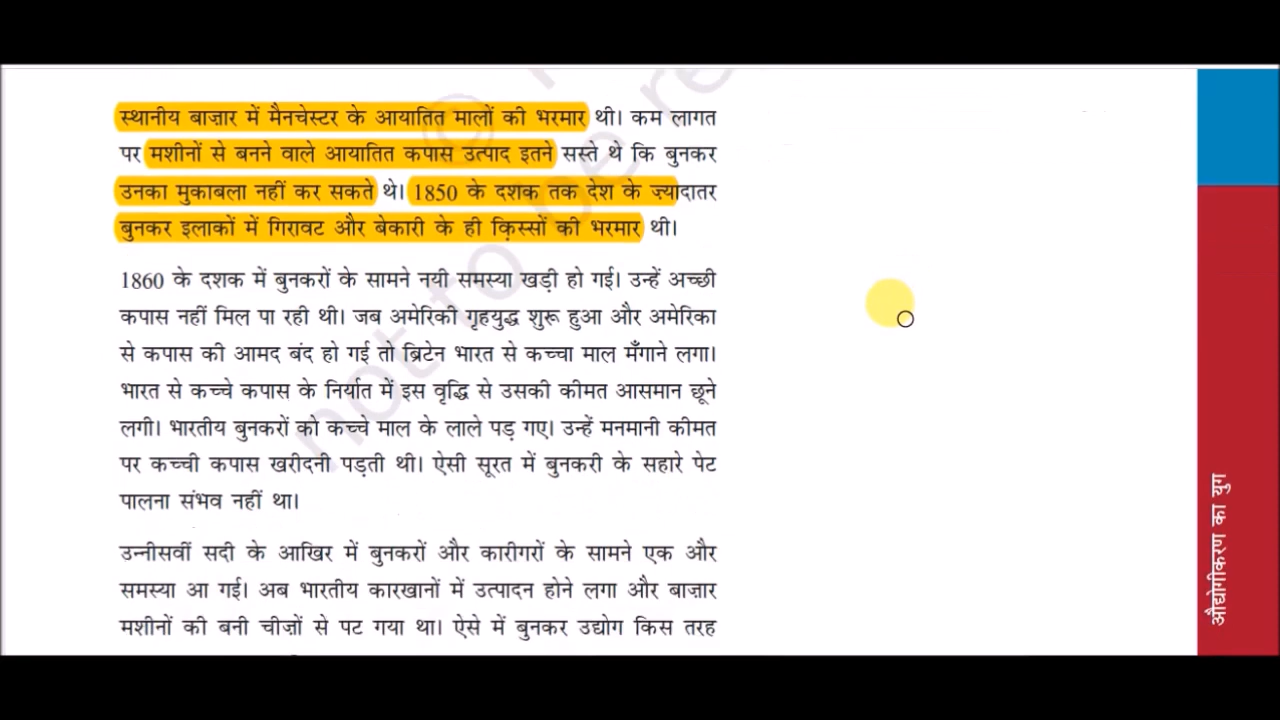 स्थानीय बाज़ार में मैनचेस्टर के आयातित मालों की भरमार थी। कम लागत
पर मशीनों से बनने वाले आयातित कपास उत्पाद इतने सस्ते थे कि बुनकर
उनका मुकाबला नहीं कर सकते थे। 1850 के दशक तक देश के ज़्यादातर
बुनकर इलाकों में गिरावट और बेकारी के ही क़िस्सों की भरमार थी।
1860 के दशक में बुनकरों के सामने नयी समस्या खड़ी हो गई। उन्हें अच्छी
कपास नहीं मिल पा रही थी। जब अमेरिकी गृहयुद्ध शुरू हुआ और अमेरिका
से कपास की आमद बंद हो गई तो ब्रिटेन भारत से कच्चा माल मँगाने लगा।
भारत से कच्चे कपास के निर्यात में इस वृद्धि से उसकी कीमत आसमान छूने
लगी। भारतीय बुनकरों को कच्चे माल के लाले पड़ गए। उन्हें मनमानी कीमत
पर कच्ची कपास खरीदनी पड़ती थी। ऐसी सूरत में बुनकरी के सहारे पेट
पालना संभव नहीं था।
उन्नीसवीं सदी के आखिर में बुनकरों और कारीगरों के सामने एक और
समस्या आ गई। अब भारतीय कारखानों में उत्पादन होने लगा और बाज़ार
मशीनों की बनी चीज़ों से पट गया था। ऐसे में बुनकर उद्योग किस तरह
औद्योगीकरण का युग
not to be re